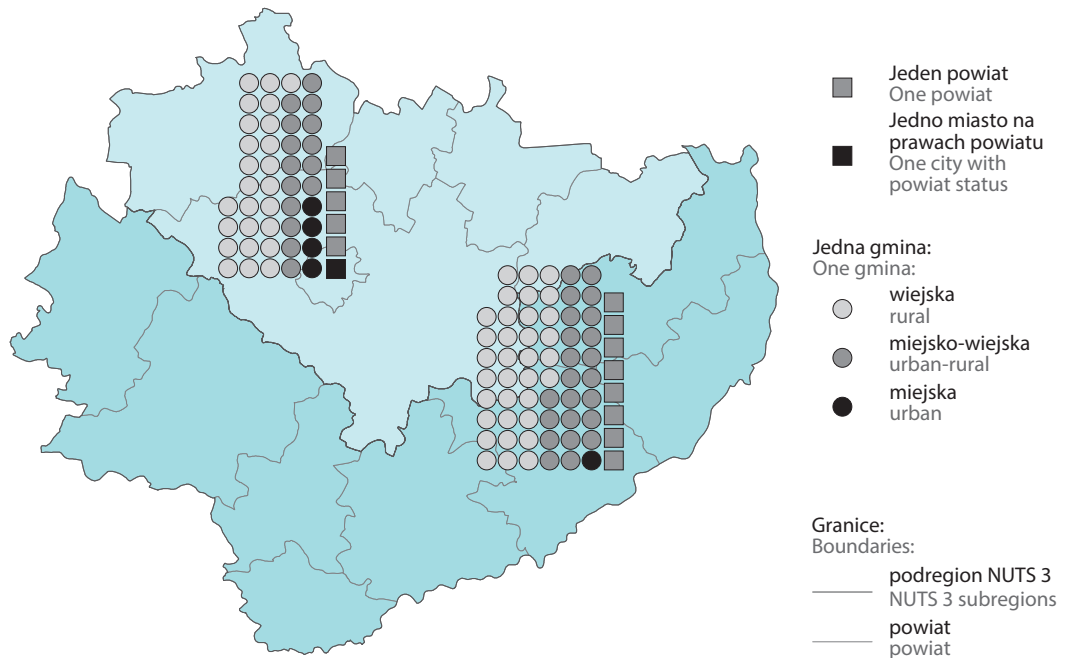 Jeden powiat
One powiat
Jedno miasto na
prawach powiatu
One city with
powiat status
Jedna gmina:
One gmina:
wiejska
rural
miejsko-wiejska
urban-rural
miejska
urban
Granice:
Boundaries:
podregion NUTS 3
NUTS 3 subregions
powiat
powiat